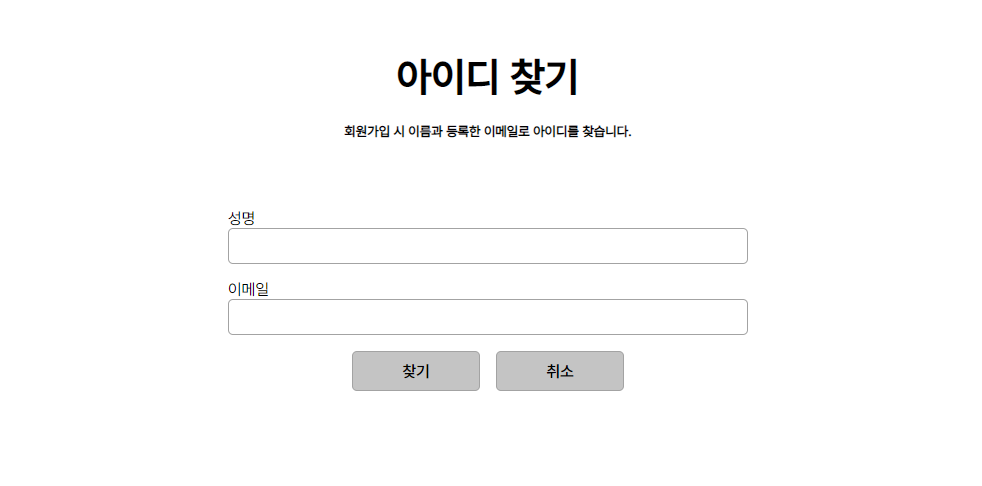 아이디 찾기
회원가입 시 이름과 등록한 이메일로 아이디를 찾습니다.
성명
이메일
찾기 취소